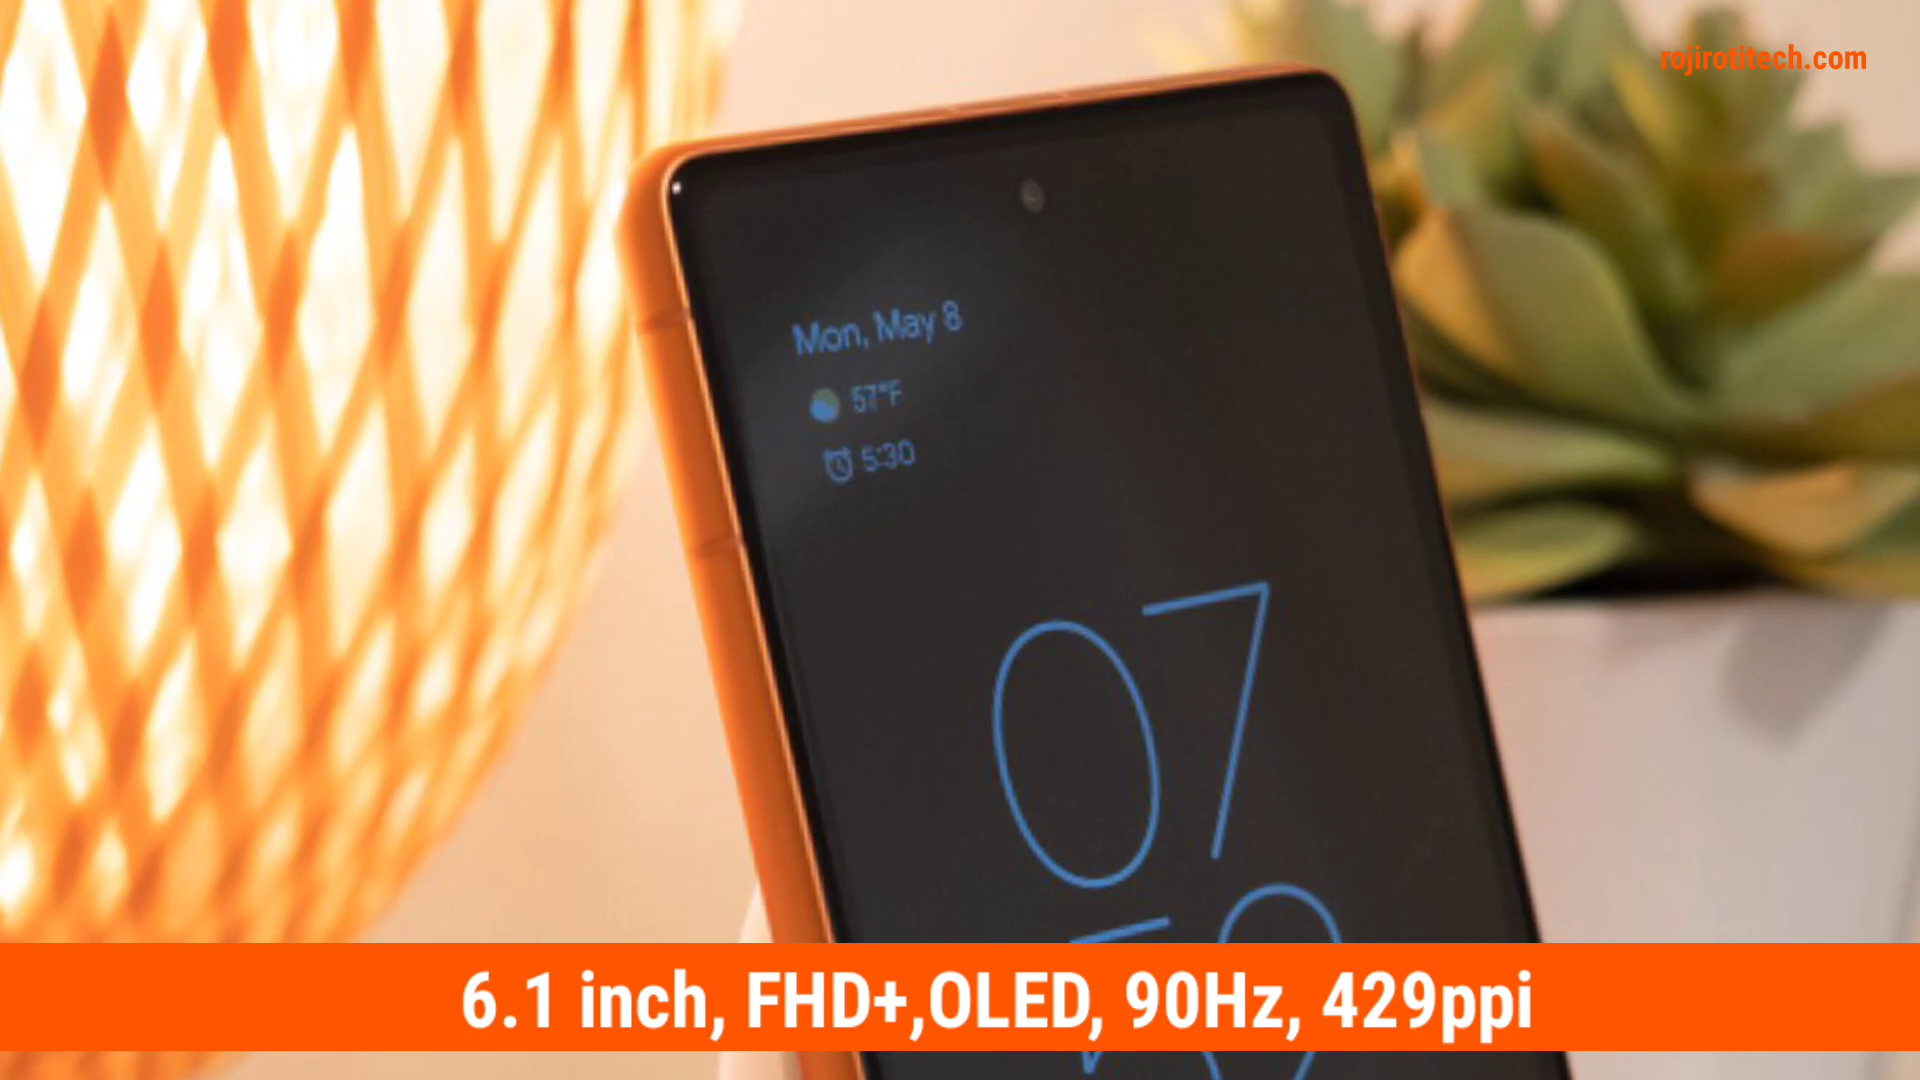 rojirotitech.com
Mon, May 8
57°F
5:30
07
6.1 inch, FHD+,OLED, 90Hz, 429ppi